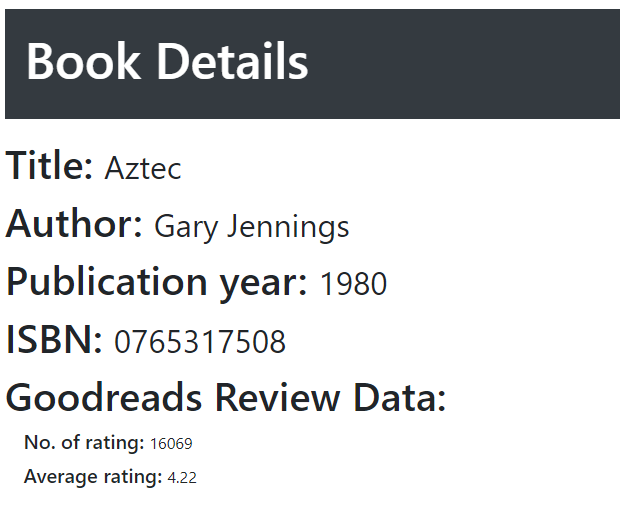 Book Details
Title: Aztec
Author: Gary Jennings
Publication year: 1980
ISBN: 0765317508
Goodreads Review Data:
No. of rating: 16069
Average rating: 4.22